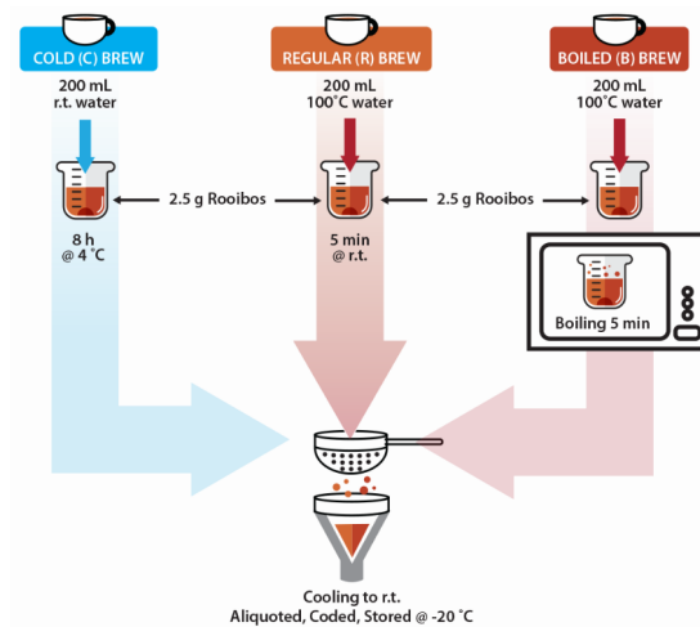 COLD (C) BREW
REGULAR (R) BREW
BOILED (B) BREW
200 mL
r.t. water
200 mL
100˚C water
200 mL
100˚C water
2.5 g Rooibos
2.5 g Rooibos
8 h
@ 4 ˚C
5 min
@ r.t.
Boiling 5 min
Cooling to r.t.
Aliquoted, Coded, Stored @ -20 ˚C